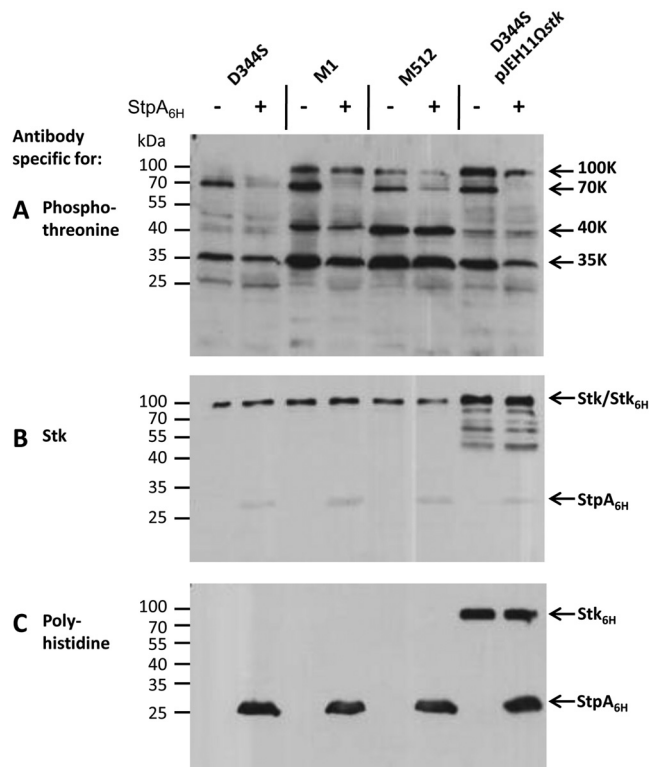 D344S
M1
M512
D344S
pJEH11Ωstk
StpA6H - + - + - + - +
Antibody
specific for:
kDa
A Phospho-
threonine
100
70
55
40
35
25
100K
70K
40K
35K
B Stk
100
70
55
40
35
25
Stk/Stk6H
StpA6H
C Poly-
histidine
100
70
55
40
35
25
Stk6H
StpA6H